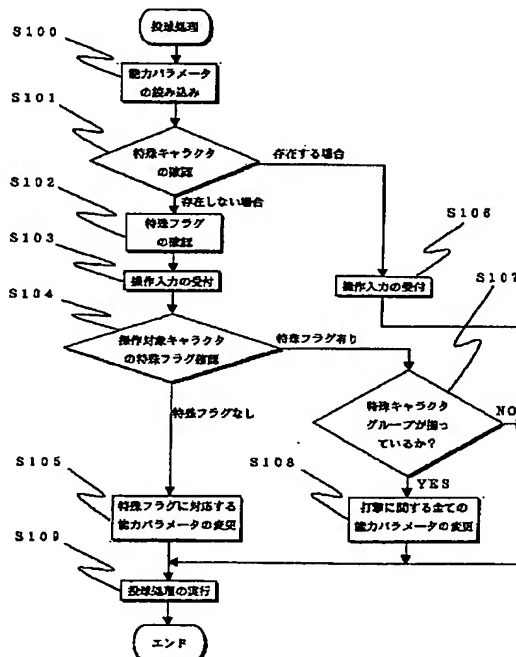 投球処理
S100
能力パラメータ
の読み込み
S101
特殊キャラクタ
の確認
存在する場合
S102
存在しない場合
特殊フラグ
の確認
S103
操作入力の受付
S106
操作入力の受付
S104
操作対象キャラクタ
の特殊フラグ確認
特殊フラグ有り
S107
特殊キャラクタ
グループが揃っ
ているか？
NO
特殊フラグなし
YES
S105
特殊フラグに対応する
能力パラメータの変更
S108
打撃に関する全ての
能力パラメータの変更
S109
投球処理の実行
エンド